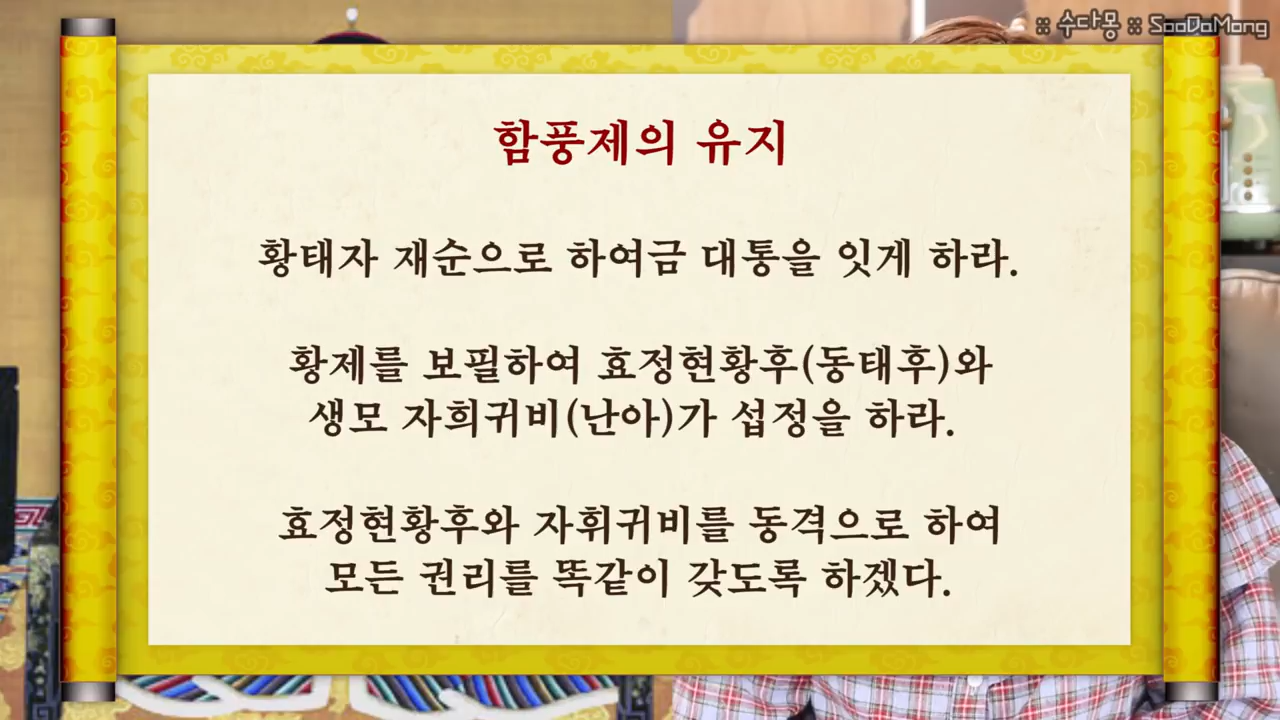 :: 수다몽 :: SooDaMong
함풍제의 유지
황태자 재순으로 하여금 대통을 잇게 하라.
황제를 보필하여 효정현황후(동태후)와
생모 자희귀비(난아)가 섭정을 하라.
효정현황후와 자휘귀비를 동격으로 하여
모든 권리를 똑같이 갖도록 하겠다.